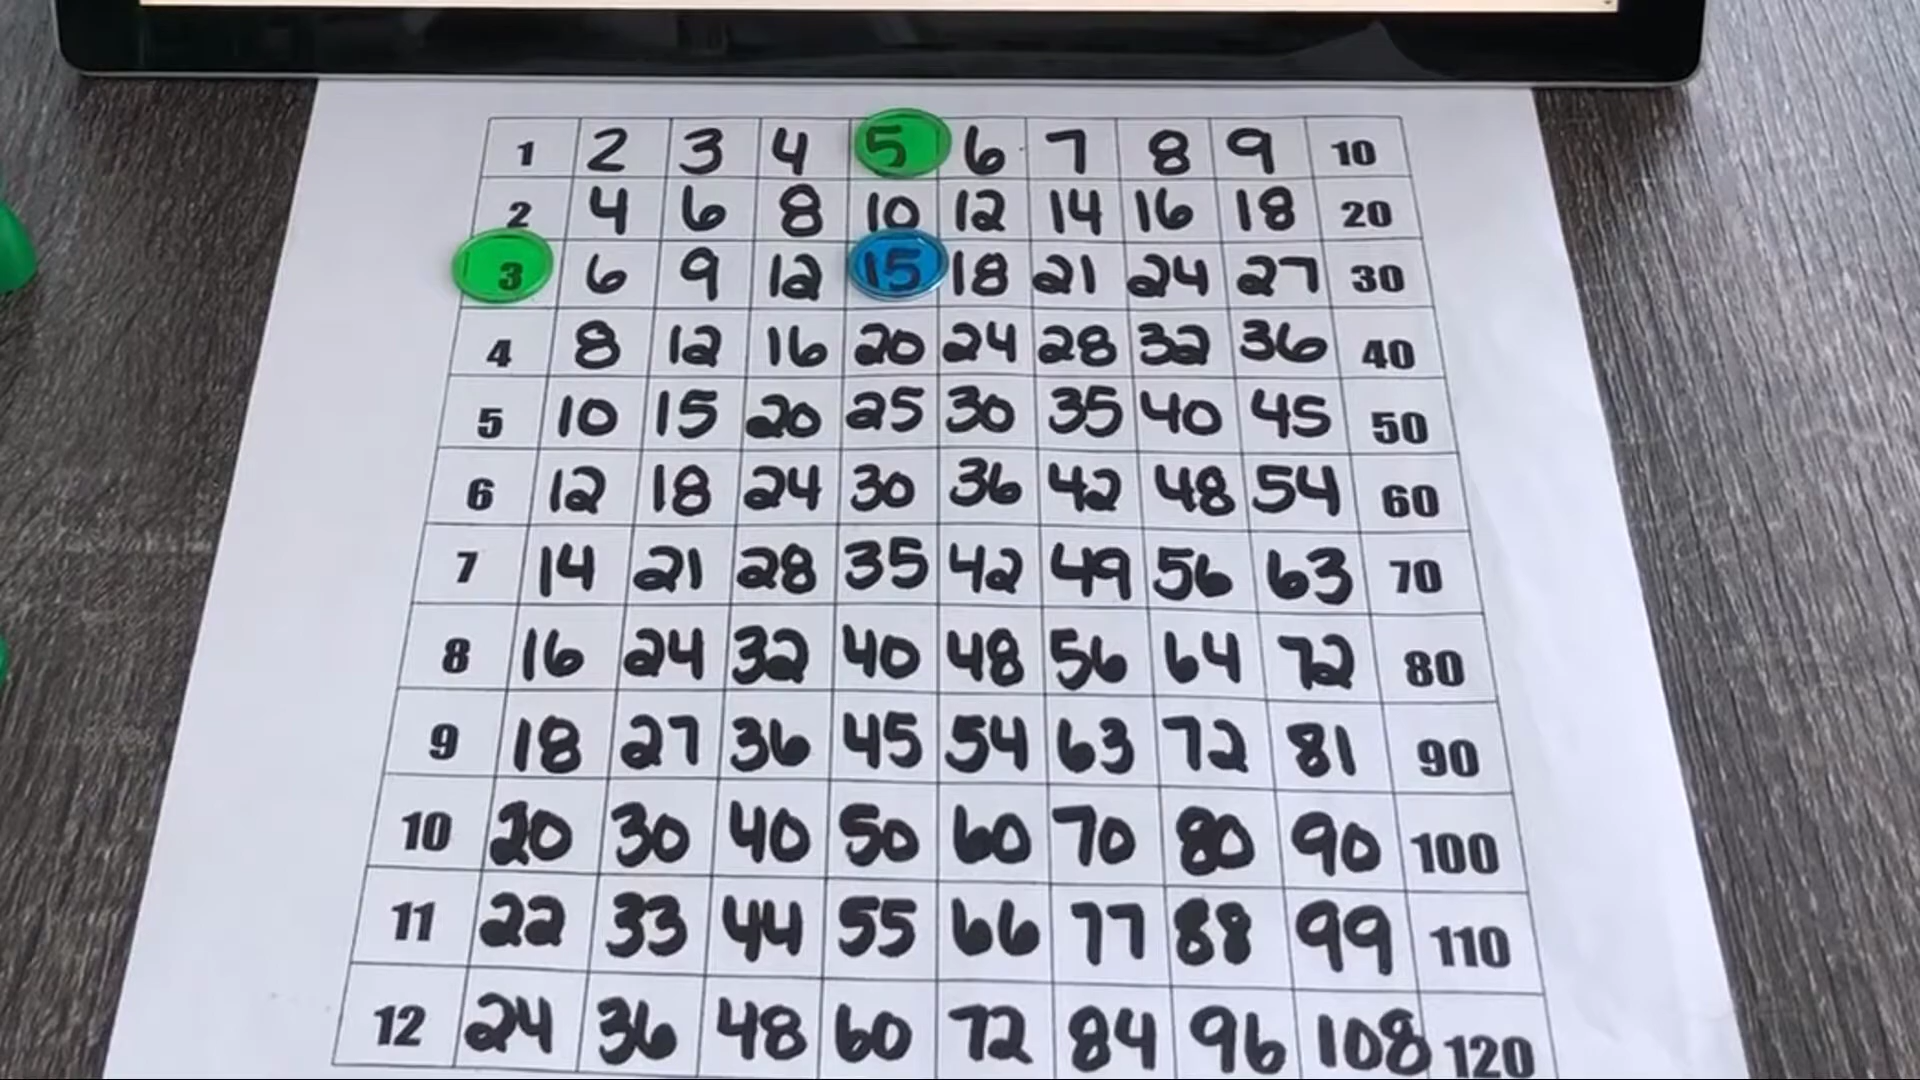 1 2 3 4 5 6 7 8 9 10
2 4 6 8 10 12 14 16 18 20
3 6 9 12 15 18 21 24 27 30
4 8 12 16 20 24 28 32 36 40
5 10 15 20 25 30 35 40 45 50
6 12 18 24 30 36 42 48 54 60
7 14 21 28 35 42 49 56 63 70
8 16 24 32 40 48 56 64 72 80
9 18 27 36 45 54 63 72 81 90
10 20 30 40 50 60 70 80 90 100
11 22 33 44 55 66 77 88 99 110
12 24 36 48 60 72 84 96 108 120